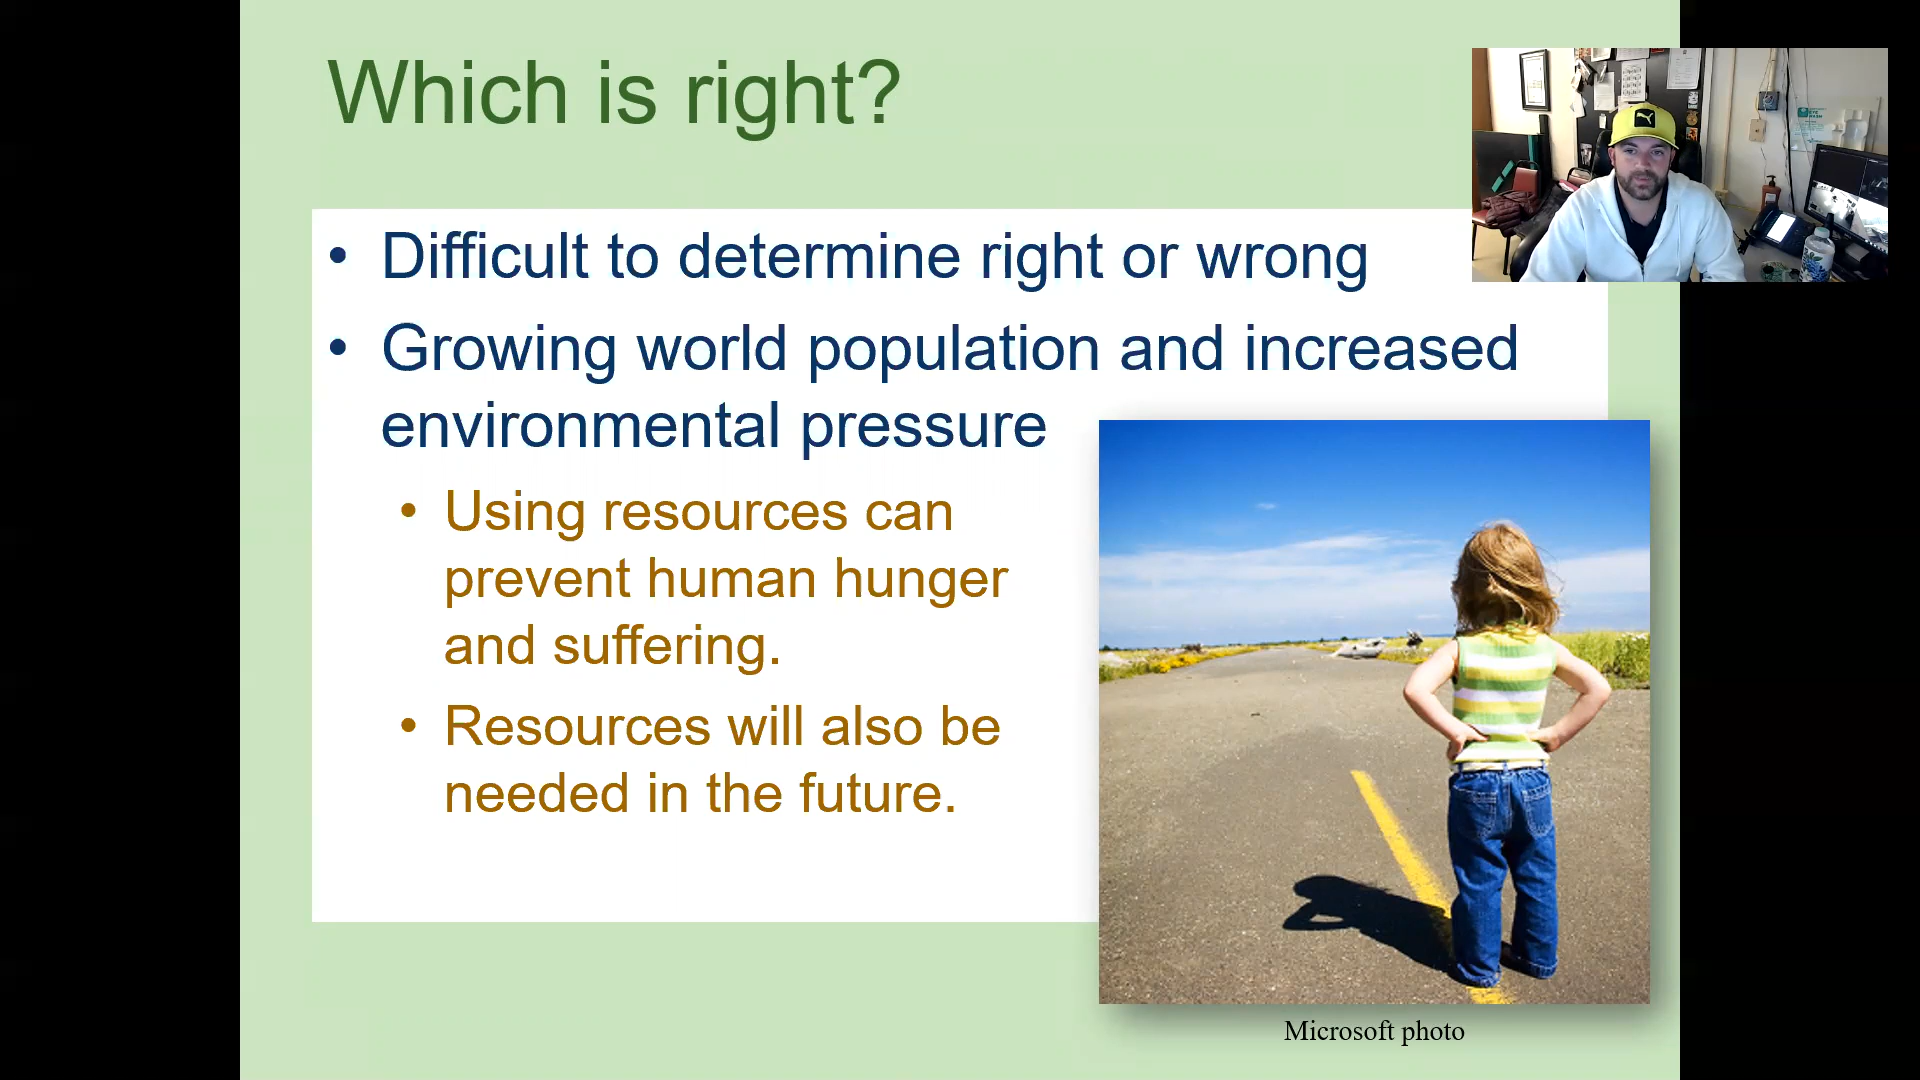 Which is right?
• Difficult to determine right or wrong
• Growing world population and increased
environmental pressure
• Using resources can
prevent human hunger
and suffering.
• Resources will also be
needed in the future.
Microsoft photo